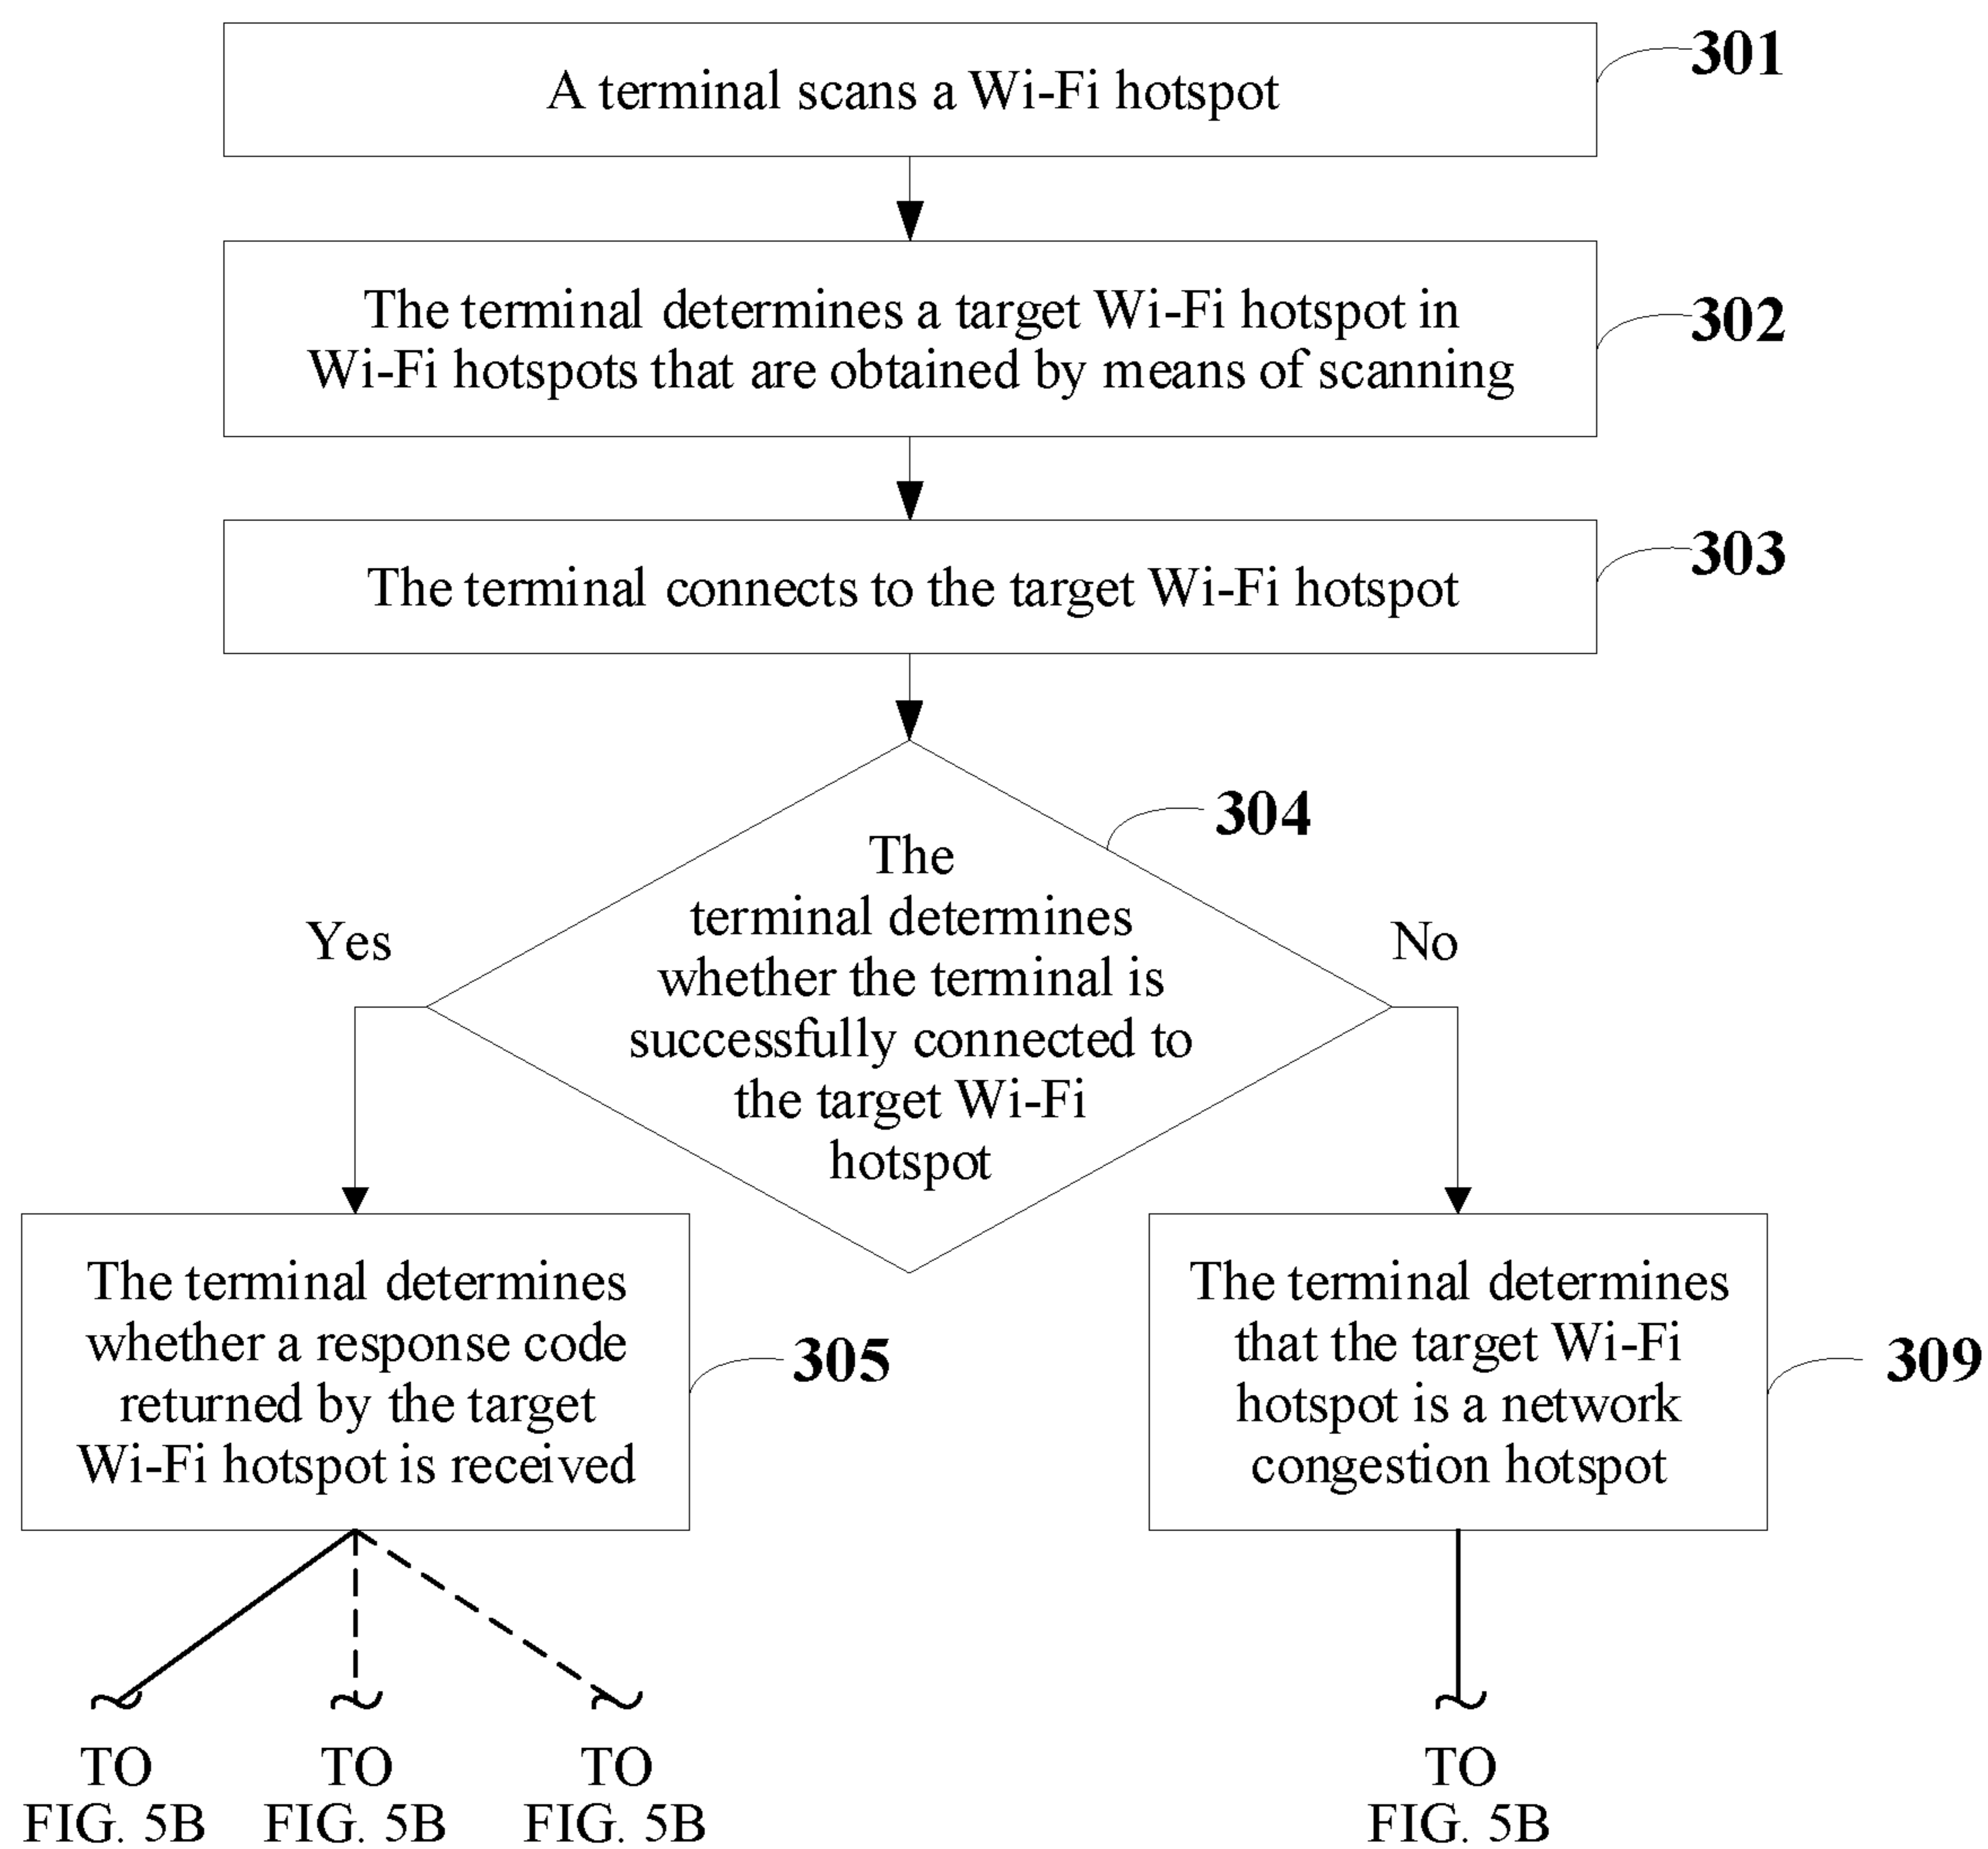 A terminal scans a Wi-Fi hotspot
301
The terminal determines a target Wi-Fi hotspot in
Wi-Fi hotspots that are obtained by means of scanning
302
The terminal connects to the target Wi-Fi hotspot
303
304
The
terminal determines
whether the terminal is
successfully connected to
the target Wi-Fi
hotspot
Yes
No
The terminal determines
whether a response code
returned by the target
Wi-Fi hotspot is received
305
The terminal determines
that the target Wi-Fi
hotspot is a network
congestion hotspot
309
TO
FIG. 5B
TO
FIG. 5B
TO
FIG. 5B
TO
FIG. 5B